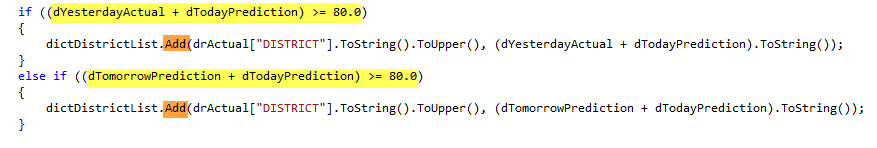 if ((dYesterdayActual + dTodayPrediction) >= 80.0)
{
dictDistrictList.Add(drActual["DISTRICT"].ToString().ToUpper(), (dYesterdayActual + dTodayPrediction).ToString());
}
else if ((dTomorrowPrediction + dTodayPrediction) >= 80.0)
{
dictDistrictList.Add(drActual["DISTRICT"].ToString().ToUpper(), (dTomorrowPrediction + dTodayPrediction).ToString());
}